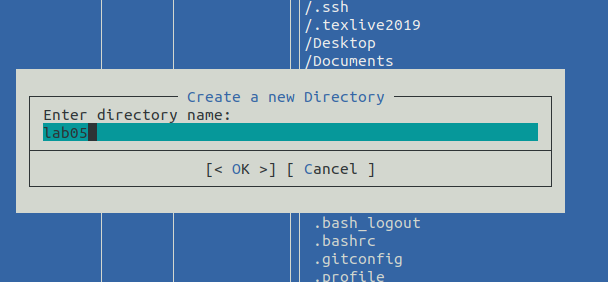 /.ssh
/.texlive2019
/Desktop
/Documents
Create a new Directory
Enter directory name:
lab05
[< OK >] [ Cancel ]
.bash_logout
.bashrc
.gitconfig
.profile